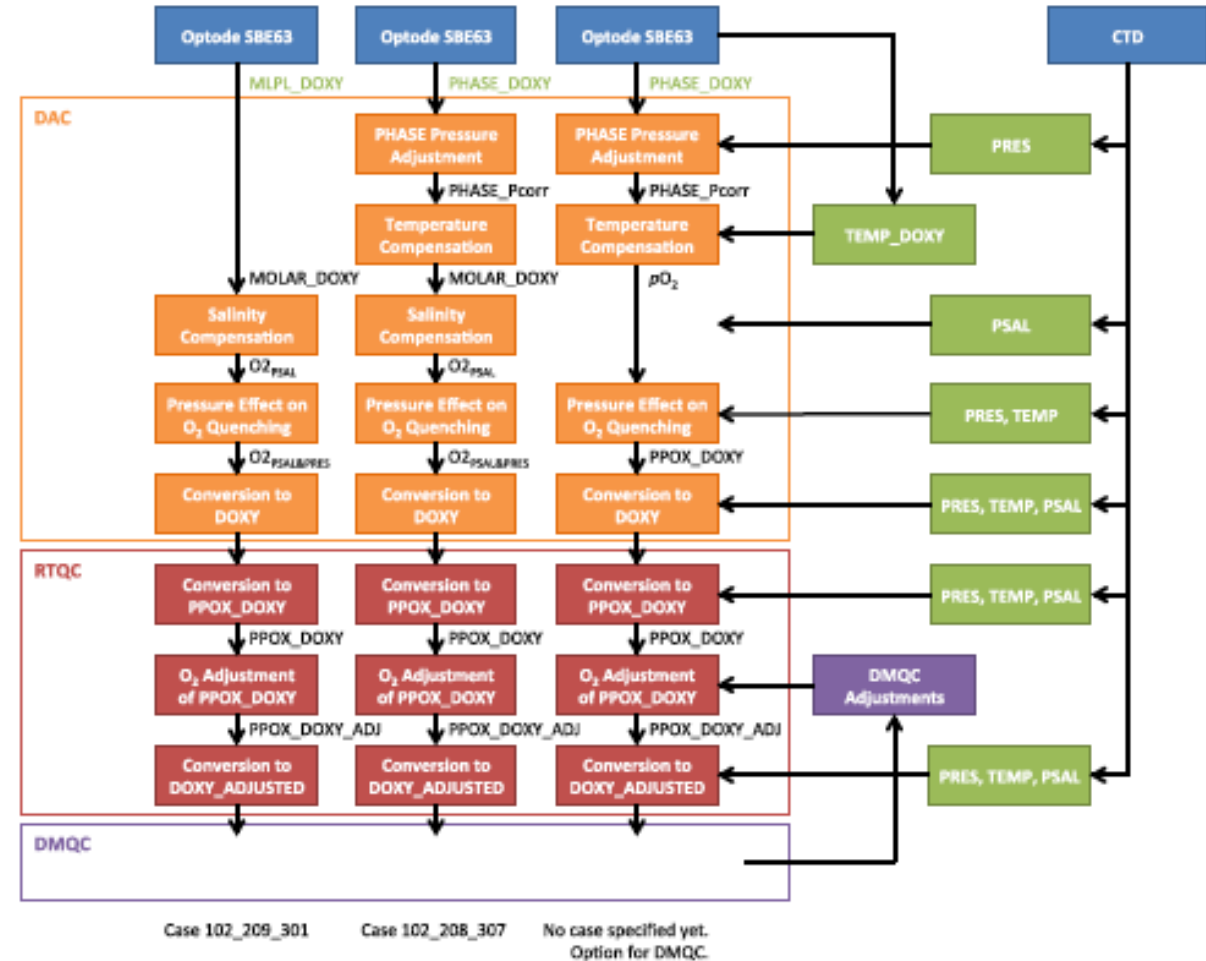 Optode SBE63
Optode SBE63
Optode SBE63
CTD
MLPL_DOXY
PHASE_DOXY
PHASE_DOXY
DAC
PHASE Pressure
Adjustment
PHASE Pressure
Adjustment
PRES
PHASE_Pcorr
PHASE_Pcorr
Temperature
Compensation
Temperature
Compensation
TEMP_DOXY
MOLAR_DOXY
MOLAR_DOXY
pO2
Salinity
Compensation
Salinity
Compensation
PSAL
O2PSAL
O2PSAL
Pressure Effect on
O2 Quenching
Pressure Effect on
O2 Quenching
Pressure Effect on
O2 Quenching
PRES, TEMP
O2PSAL&PRES
O2PSAL&PRES
PPOX_DOXY
Conversion to
DOXY
Conversion to
DOXY
Conversion to
DOXY
PRES, TEMP, PSAL
RTQC
Conversion to
PPOX_DOXY
Conversion to
PPOX_DOXY
Conversion to
PPOX_DOXY
PRES, TEMP, PSAL
PPOX_DOXY
PPOX_DOXY
PPOX_DOXY
O2 Adjustment
of PPOX_DOXY
O2 Adjustment
of PPOX_DOXY
O2 Adjustment
of PPOX_DOXY
DMQC
Adjustments
PPOX_DOXY_ADJ
PPOX_DOXY_ADJ
PPOX_DOXY_ADJ
Conversion to
DOXY_ADJUSTED
Conversion to
DOXY_ADJUSTED
Conversion to
DOXY_ADJUSTED
PRES, TEMP, PSAL
DMQC
Case 102_209_301
Case 102_208_307
No case specified yet.
Option for DMQC.